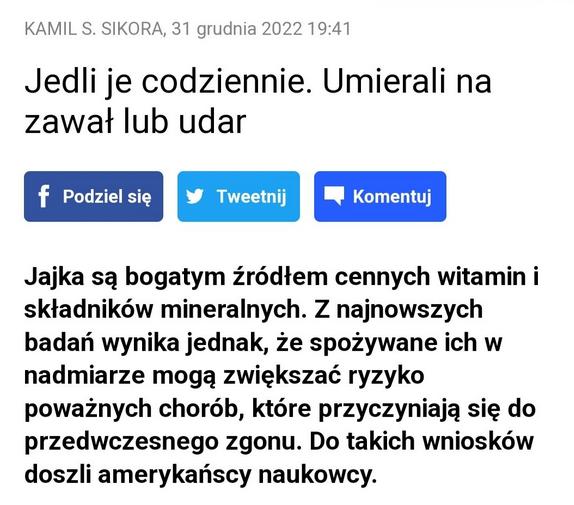 KAMIL S. SIKORA, 31 grudnia 2022 19:41
Jedli je codziennie. Umierali na
zawał lub udar
Podziel się Tweetnij Komentuj
Jajka są bogatym źródłem cennych witamin i
składników mineralnych. Z najnowszych
badań wynika jednak, że spożywane ich w
nadmiarze mogą zwiększać ryzyko
poważnych chorób, które przyczyniają się do
przedwczesnego zgonu. Do takich wniosków
doszli amerykańscy naukowcy.